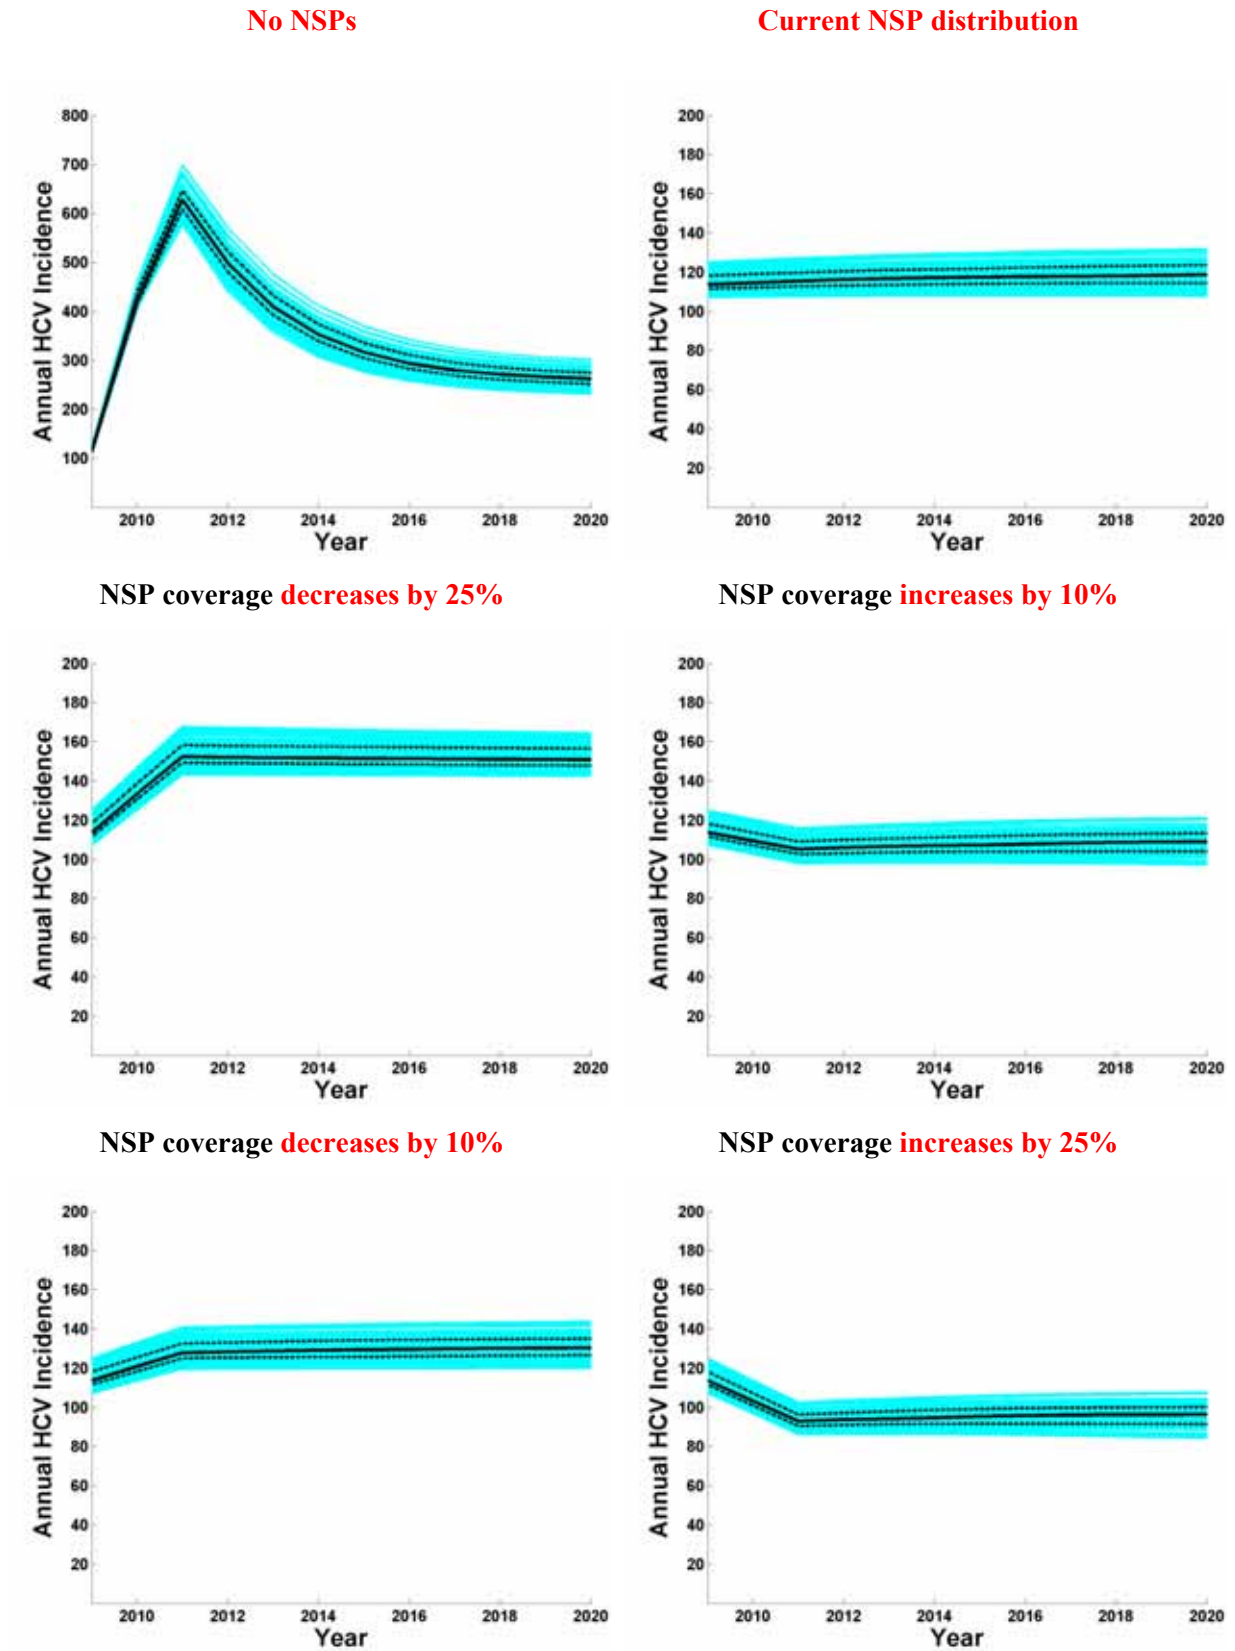 No NSPs
Current NSP distribution
800
700
600
500
400
300
200
100
Annual HCV Incidence
2010 2012 2014 2016 2018 2020
Year
200
180
160
140
120
100
80
60
40
20
Annual HCV Incidence
2010 2012 2014 2016 2018 2020
Year
NSP coverage decreases by 25%
NSP coverage increases by 10%
200
180
160
140
120
100
80
60
40
20
Annual HCV Incidence
2010 2012 2014 2016 2018 2020
Year
200
180
160
140
120
100
80
60
40
20
Annual HCV Incidence
2010 2012 2014 2016 2018 2020
Year
NSP coverage decreases by 10%
NSP coverage increases by 25%
200
180
160
140
120
100
80
60
40
20
Annual HCV Incidence
2010 2012 2014 2016 2018 2020
Year
200
180
160
140
120
100
80
60
40
20
Annual HCV Incidence
2010 2012 2014 2016 2018 2020
Year